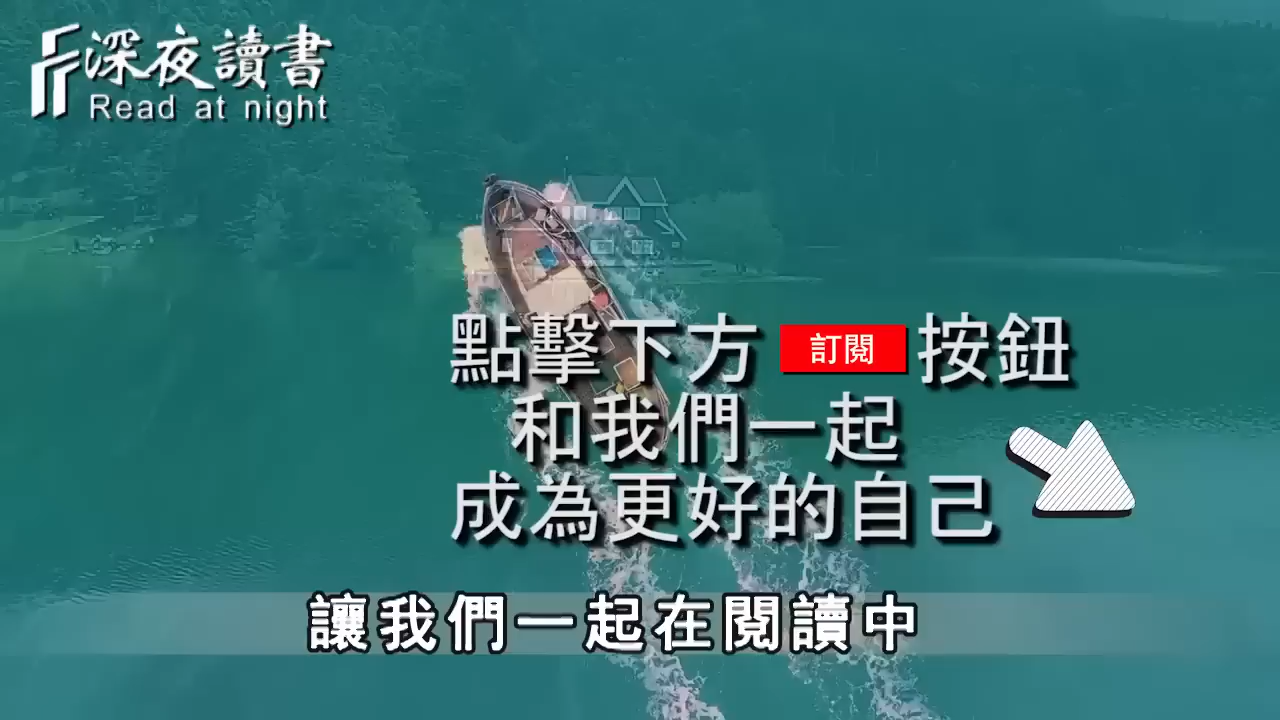 深夜讀書
Read at night
點擊下方 訂閱 按鈕
和我們一起
成為更好的自己
讓我們一起在閱讀中